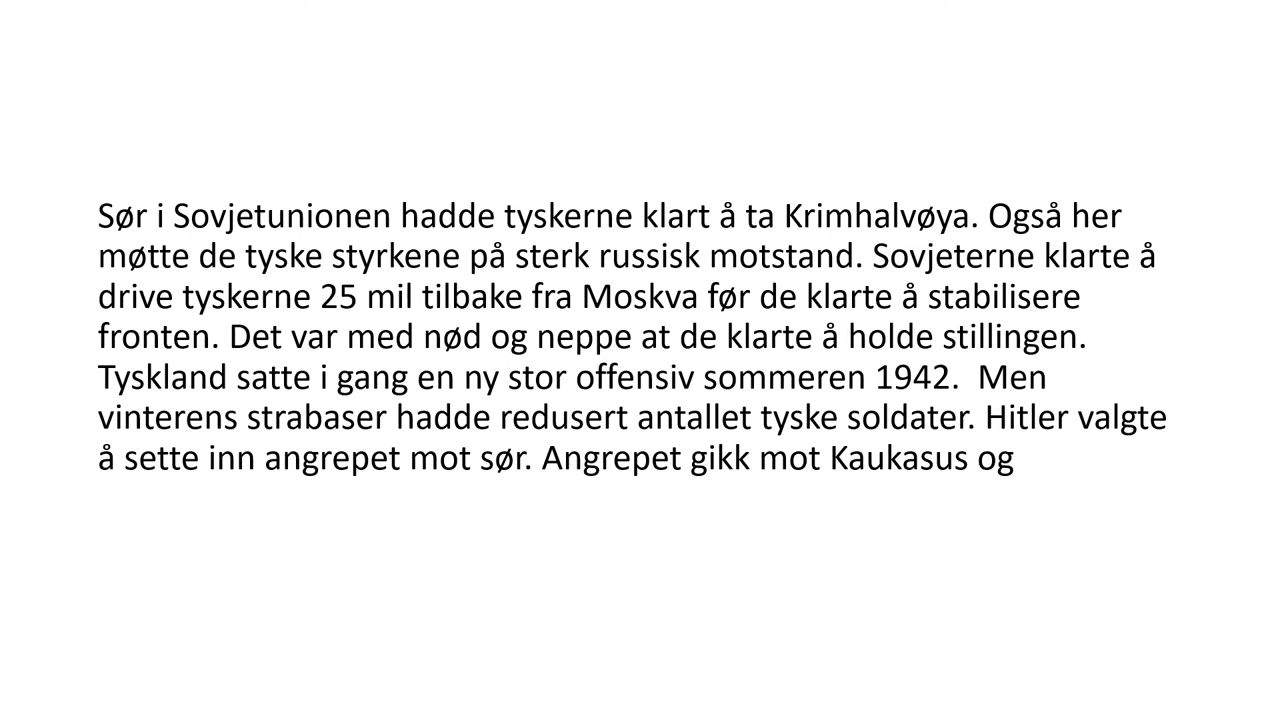 Sør i Sovjetunionen hadde tyskerne klart å ta Krimhalvøya. Også her
møtte de tyske styrkene på sterk russisk motstand. Sovjeterne klarte å
drive tyskerne 25 mil tilbake fra Moskva før de klarte å stabilisere
fronten. Det var med nød og neppe at de klarte å holde stillingen.
Tyskland satte i gang en ny stor offensiv sommeren 1942.  Men
vinterens strabaser hadde redusert antallet tyske soldater. Hitler valgte
å sette inn angrepet mot sør. Angrepet gikk mot Kaukasus og